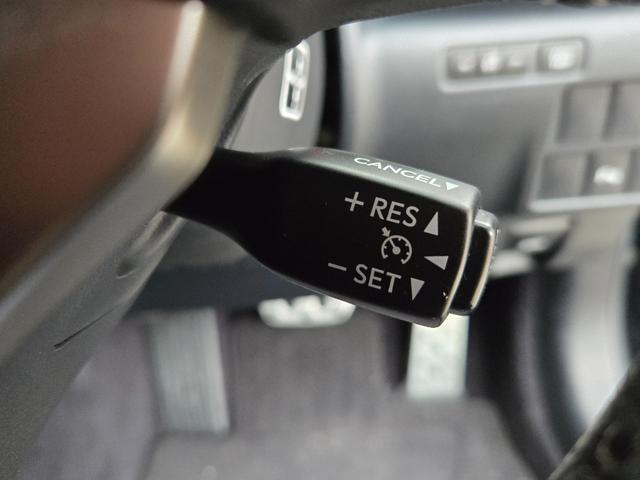 CANCEL▼
+ RES ▲
◀
− SET ▼